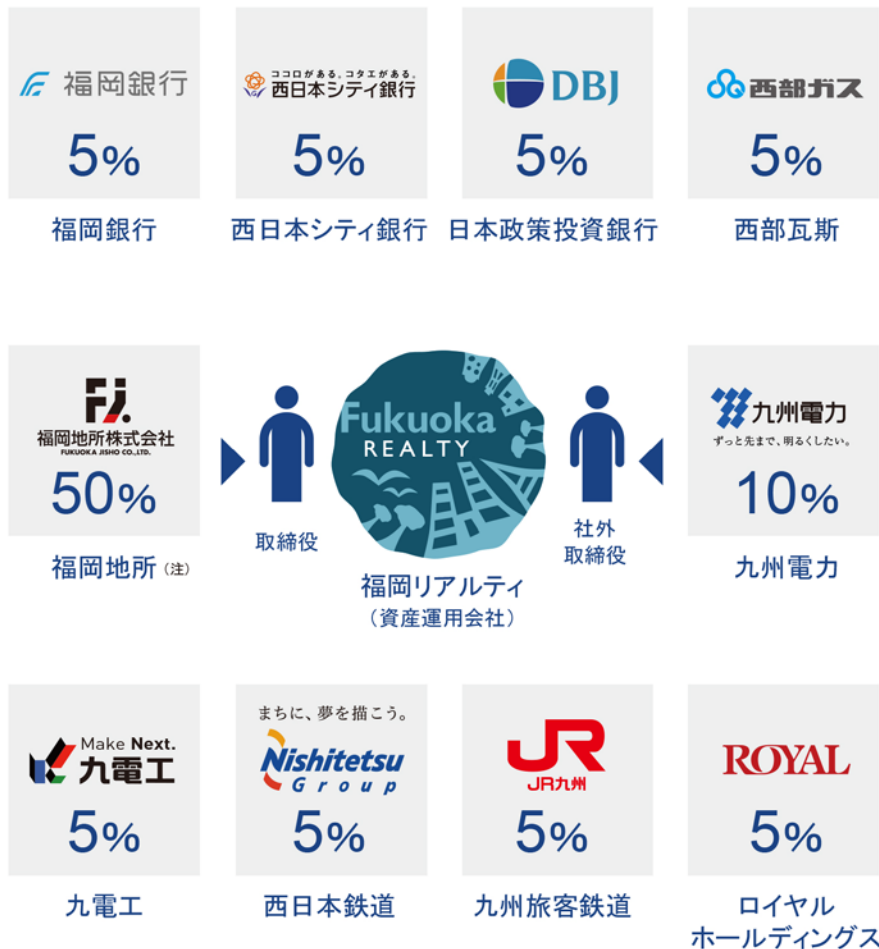 福岡銀行
5%
福岡銀行
ココロがある。コタエがある。
西日本シティ銀行
5%
西日本シティ銀行
DBJ
5%
日本政策投資銀行
西部ガス
5%
西部瓦斯
福岡地所株式会社
FUKUOKA JISHO CO.,LTD.
50%
福岡地所(注)
取締役
Fukuoka
REALTY
福岡リアルティ
(資産運用会社)
社外
取締役
九州電力
ずっと先まで、明るくしたい。
10%
九州電力
Make Next.
九電工
5%
九電工
まちに、夢を描こう。
Nishitetsu
Group
5%
西日本鉄道
JR
JR九州
5%
九州旅客鉄道
ROYAL
5%
ロイヤル
ホールディングス